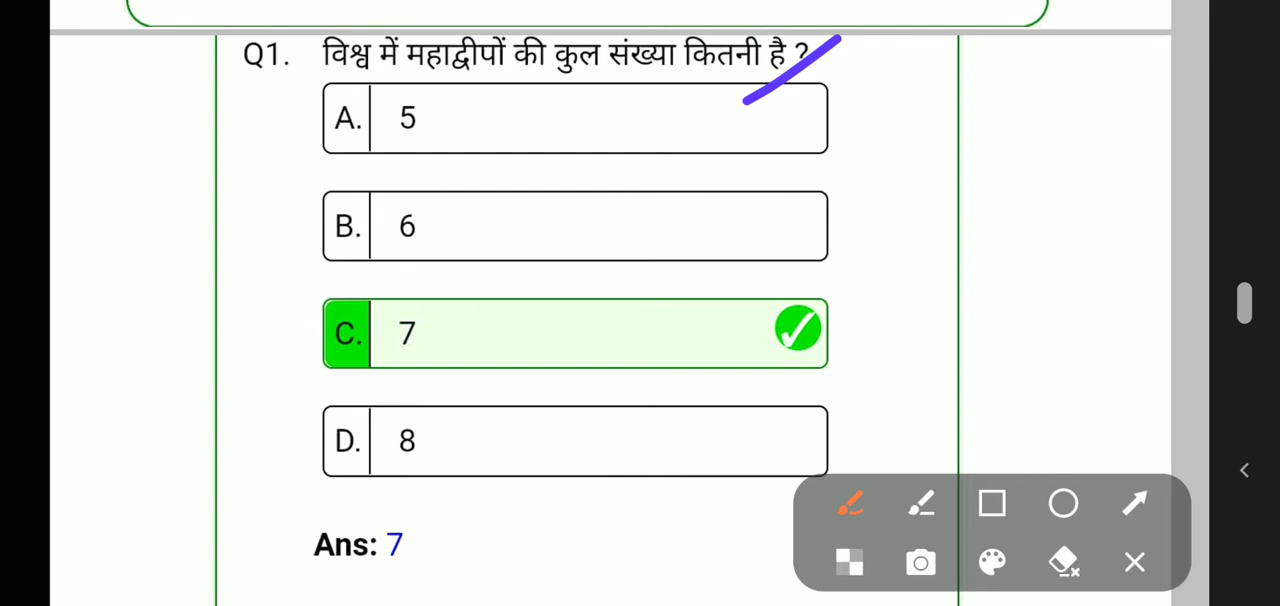 Q1. विश्व में महाद्वीपों की कुल संख्या कितनी है ?
A. 5
B. 6
C. 7
D. 8
Ans: 7